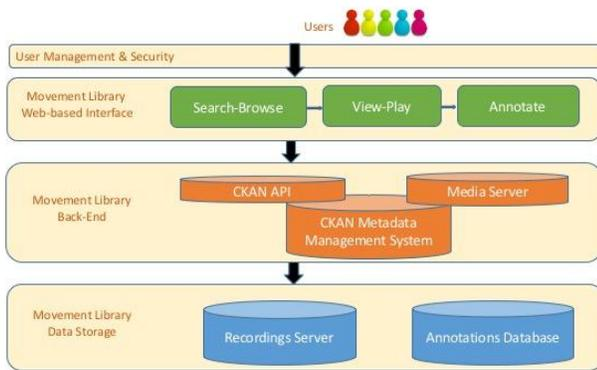 Users
User Management & Security
Movement Library
Web-based Interface
Search-Browse
View-Play
Annotate
Movement Library
Back-End
CKAN API
Media Server
CKAN Metadata
Management System
Movement Library
Data Storage
Recordings Server
Annotations Database